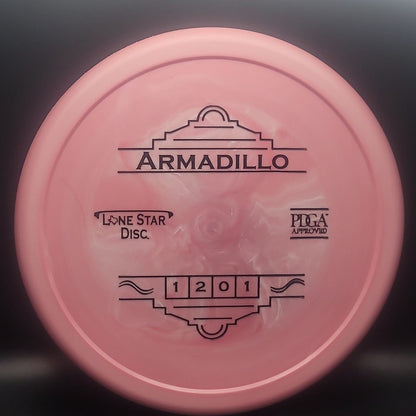 ARMADILLO
LONE STAR
DISC.
PDGA
APPROVED
1 2 0 1